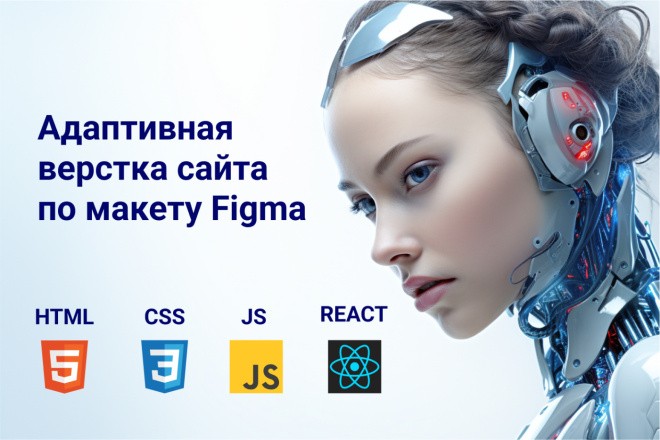 Адаптивная
верстка сайта
по макету Figma
HTML CSS JS REACT
5 3 JS